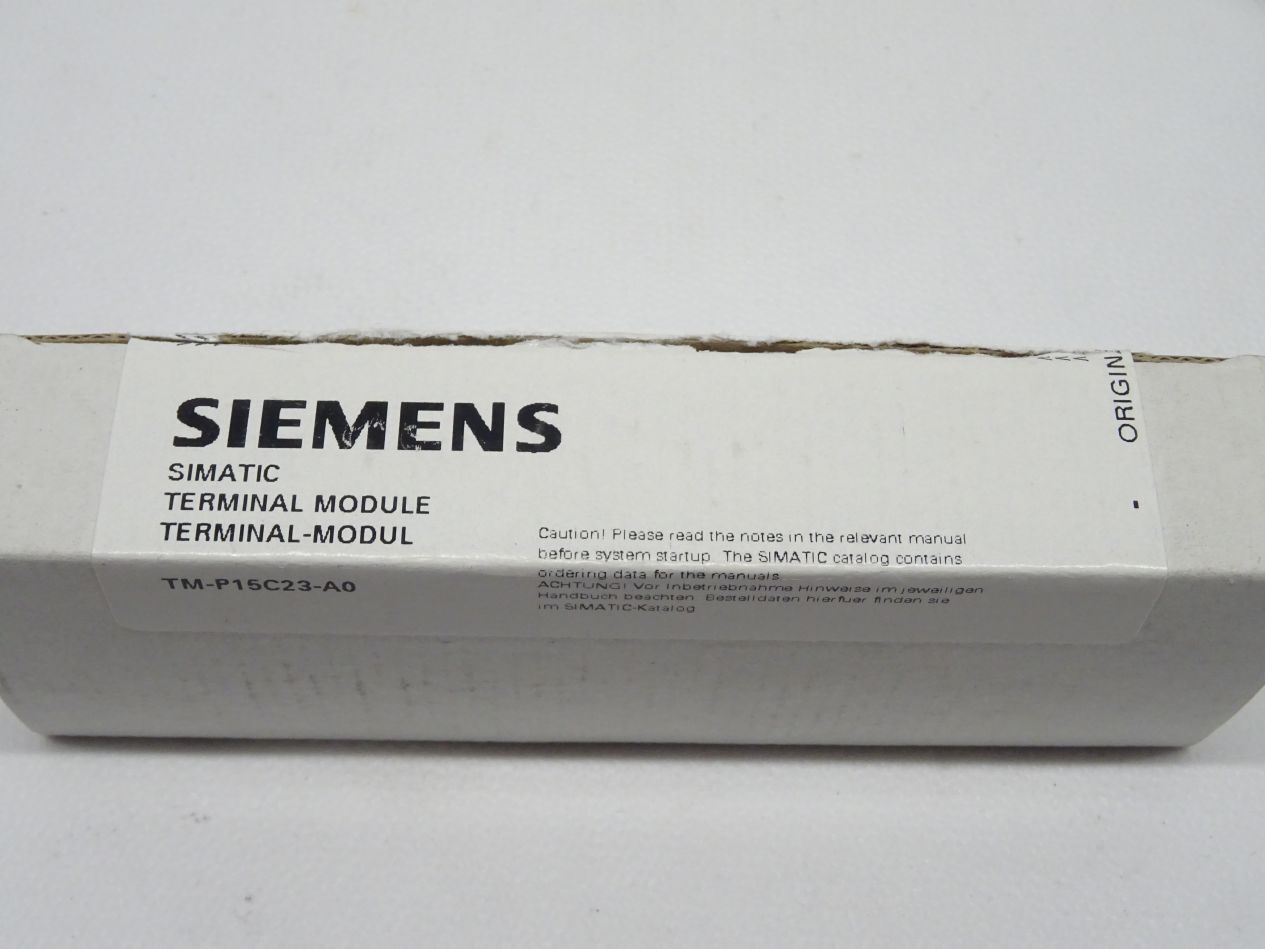 SIEMENS
SIMATIC
TERMINAL MODULE
TERMINAL-MODUL
TM-P15C23-A0
Caution! Please read the notes in the relevant manual
before system startup. The SIMATIC catalog contains
ordering data for the manuals.
ACHTUNG! Vor Inbetriebnahme Hinweise im jeweiligen
Handbuch beachten. Bestelldaten hierfuer finden sie
im SIMATIC-Katalog
- ORIGIN